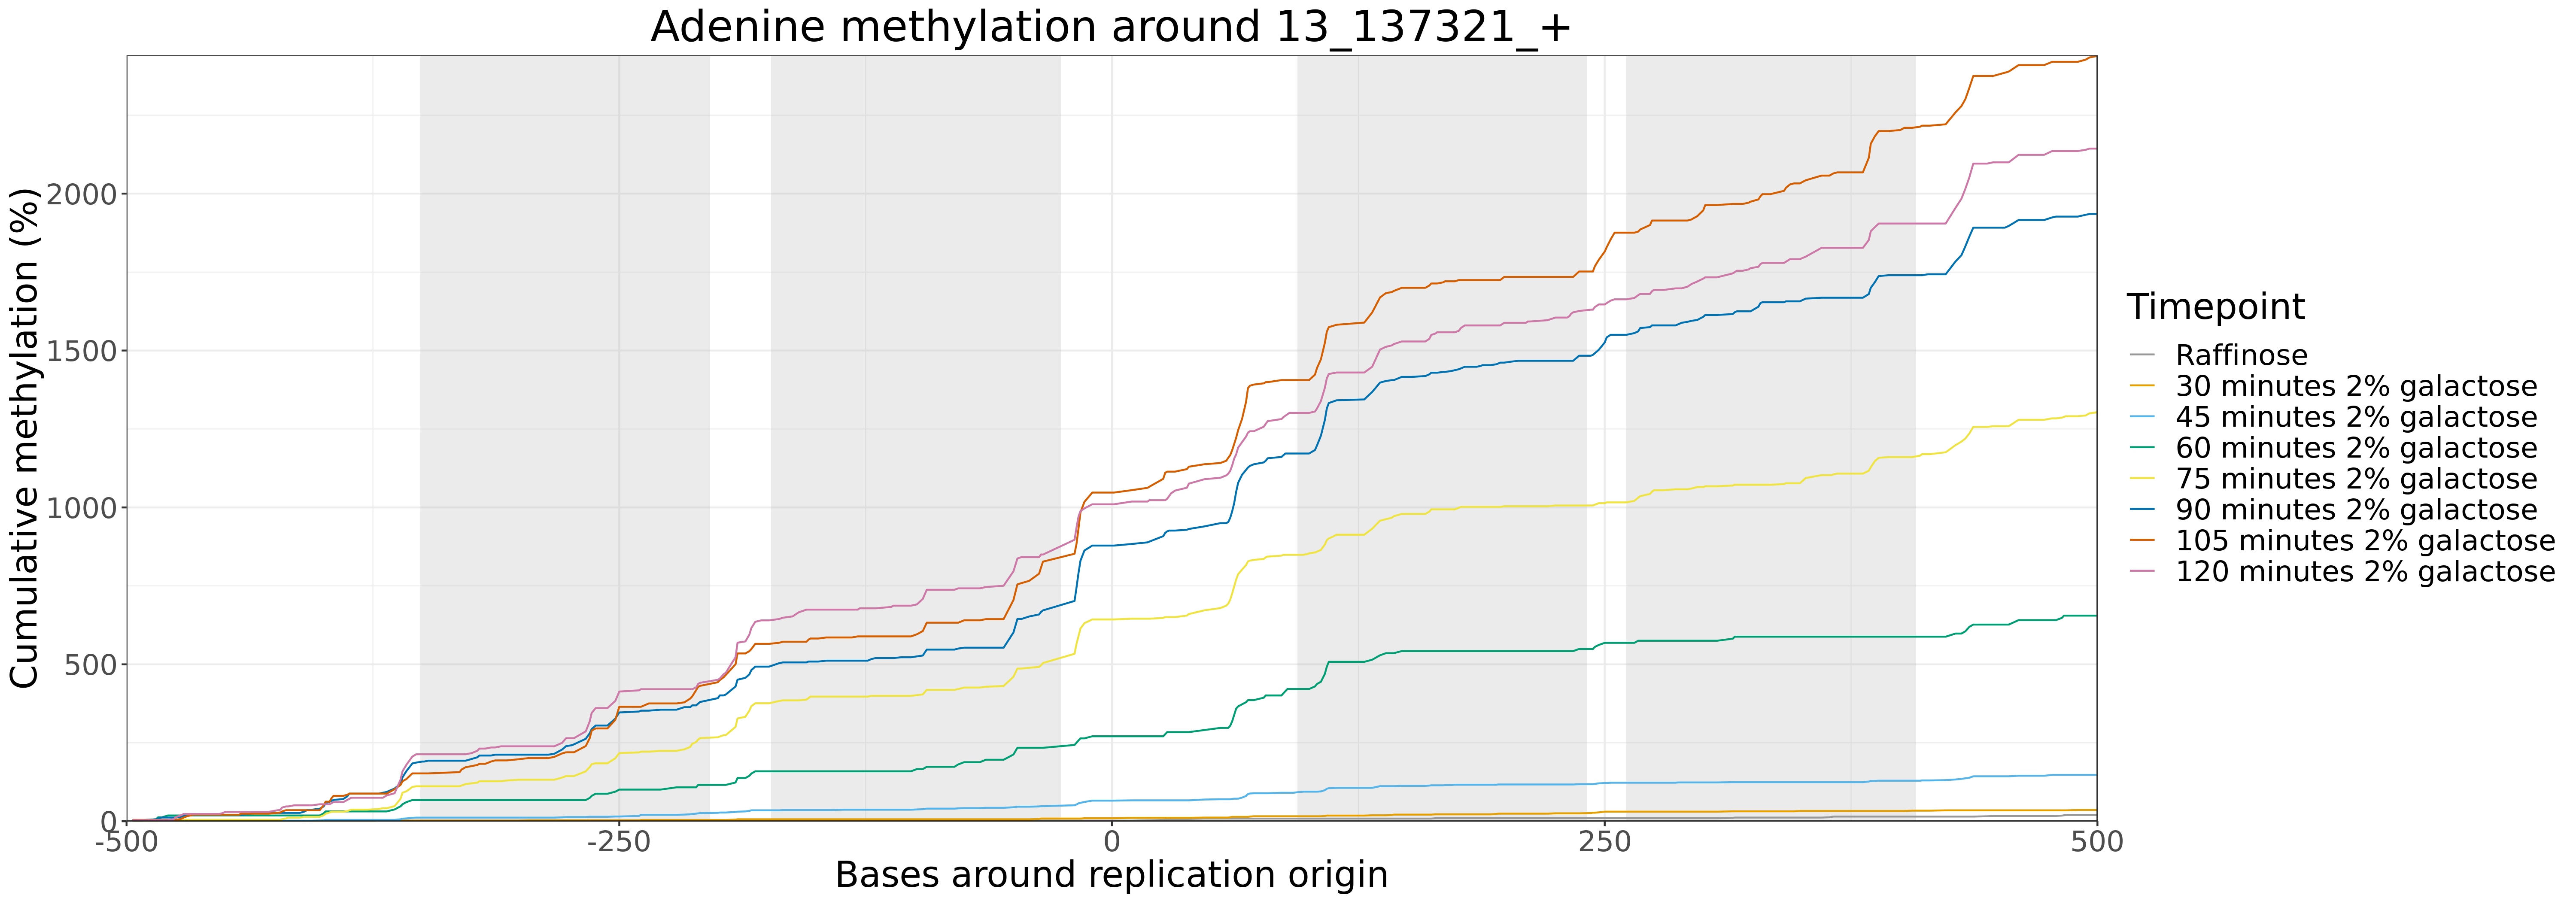 Adenine methylation around 13_137321_+
Cumulative methylation (%)
2000
1500
1000
500
0
-500
-250
0
250
500
Bases around replication origin
Timepoint
Raffinose
30 minutes 2% galactose
45 minutes 2% galactose
60 minutes 2% galactose
75 minutes 2% galactose
90 minutes 2% galactose
105 minutes 2% galactose
120 minutes 2% galactose